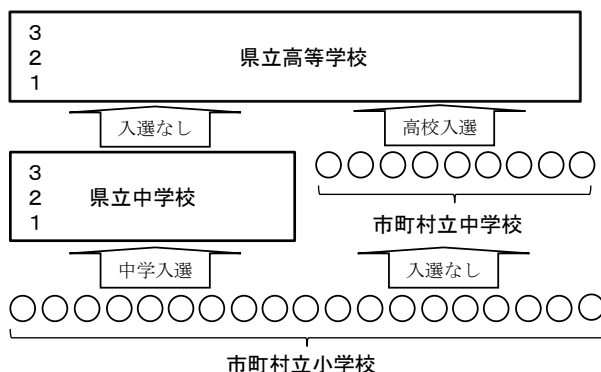 3
2
1
県立高等学校
入選なし
高校入選
3
2
1
県立中学校
市町村立中学校
中学入選
入選なし
市町村立小学校